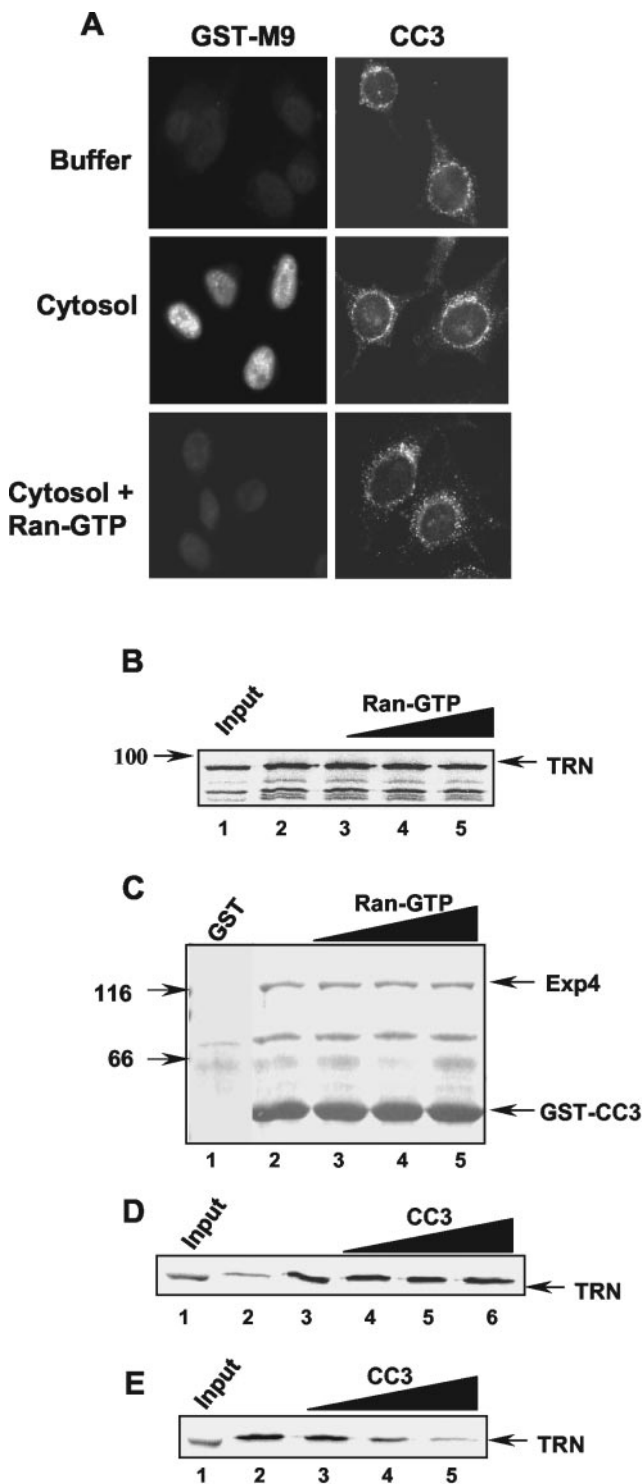 A
GST-M9 CC3
Buffer
Cytosol
Cytosol +
Ran-GTP
B
Input Ran-GTP
100 TRN
1 2 3 4 5
C
GST Ran-GTP
116 Exp4
66
GST-CC3
1 2 3 4 5
D
Input CC3
TRN
1 2 3 4 5 6
E
Input CC3
TRN
1 2 3 4 5